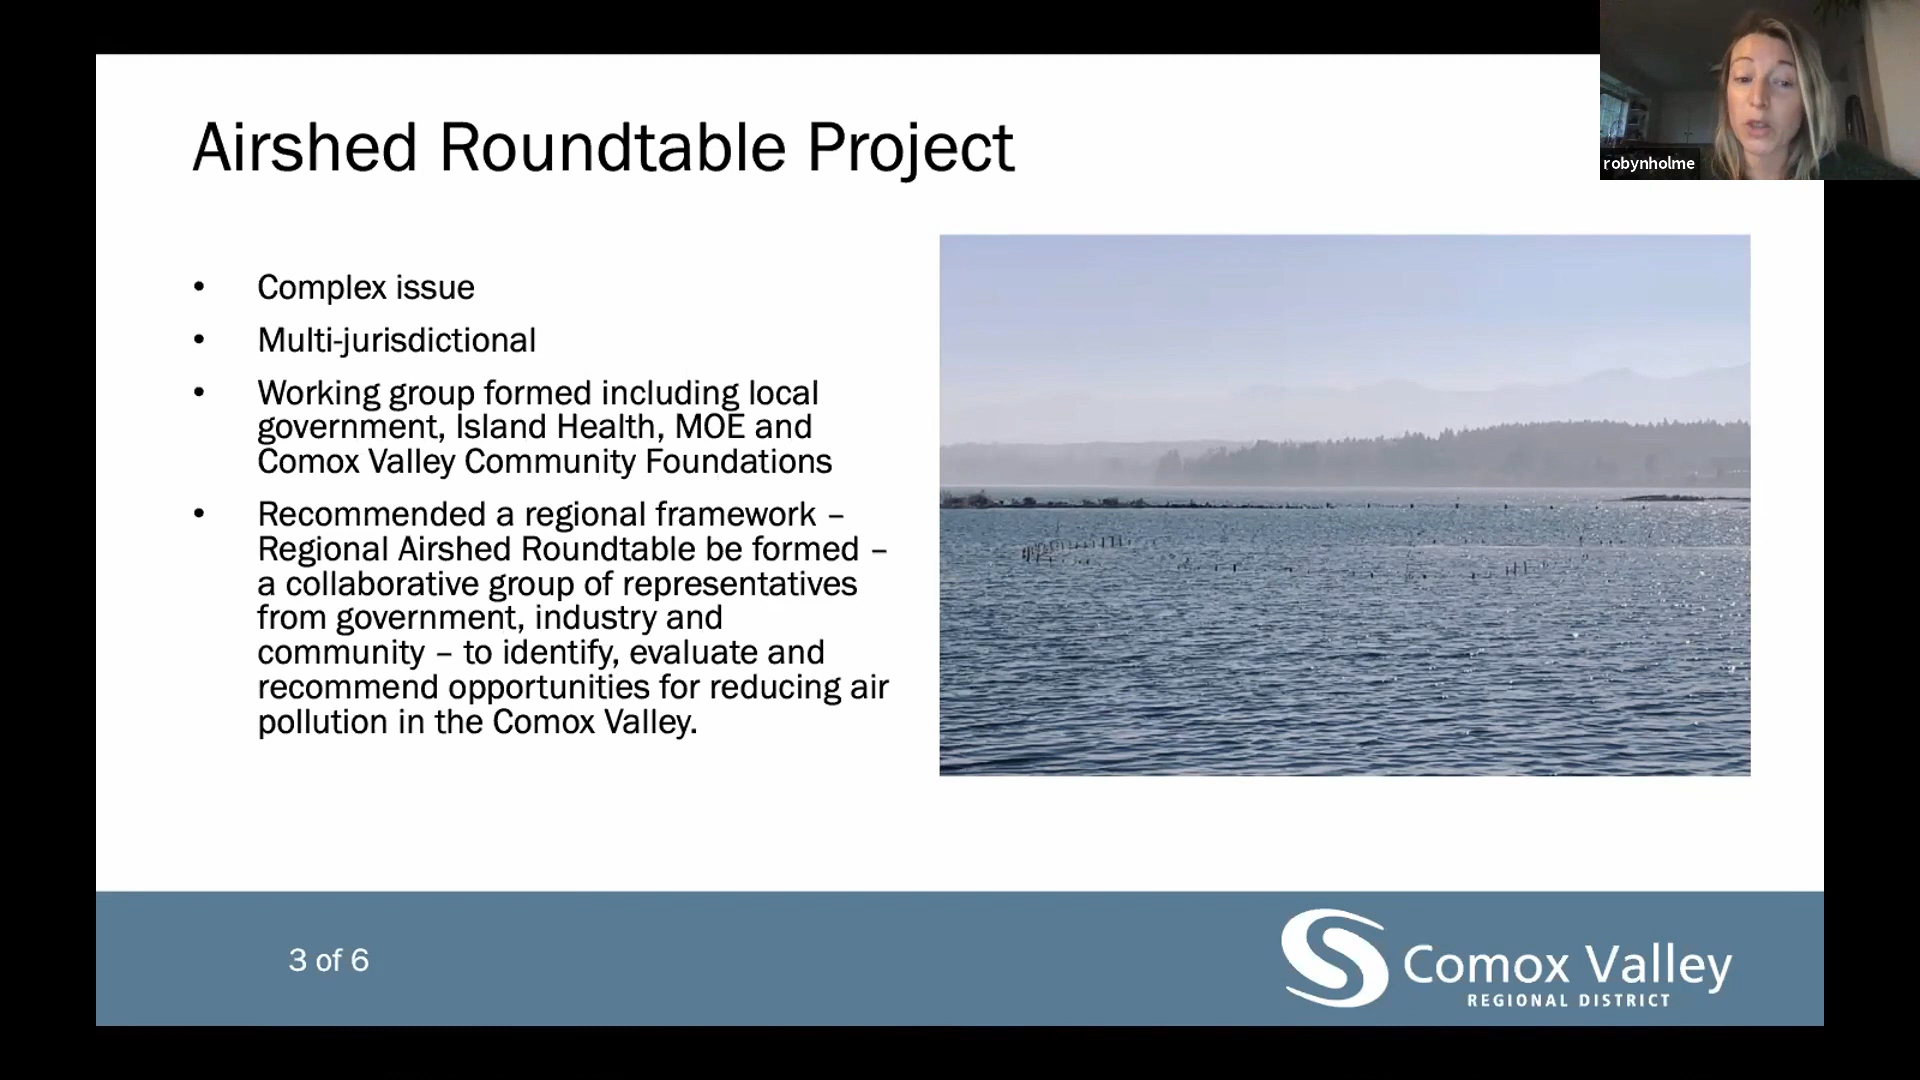 robynholme
Airshed Roundtable Project
• Complex issue
• Multi-jurisdictional
• Working group formed including local
government, Island Health, MOE and
Comox Valley Community Foundations
• Recommended a regional framework –
Regional Airshed Roundtable be formed –
a collaborative group of representatives
from government, industry and
community – to identify, evaluate and
recommend opportunities for reducing air
pollution in the Comox Valley.
3 of 6
Comox Valley
REGIONAL DISTRICT